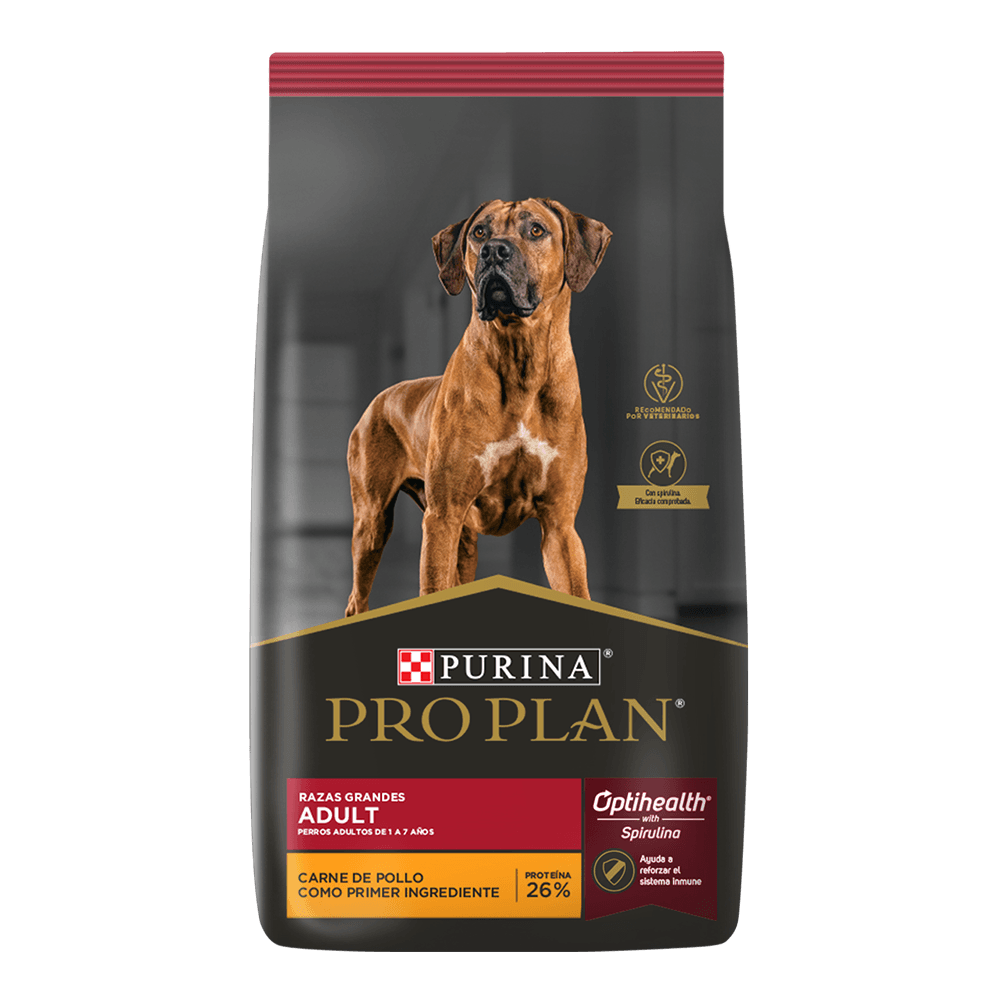 RECOMENDADO
POR VETERINARIOS
Con spirulina.
Eficacia comprobada.
PURINA®
PRO PLAN®
RAZAS GRANDES
ADULT
PERROS ADULTOS DE 1 A 7 AÑOS
CARNE DE POLLO
COMO PRIMER INGREDIENTE
PROTEÍNA
26%
Optihealth®
with
Spirulina
Ayuda a
reforzar el
sistema inmune